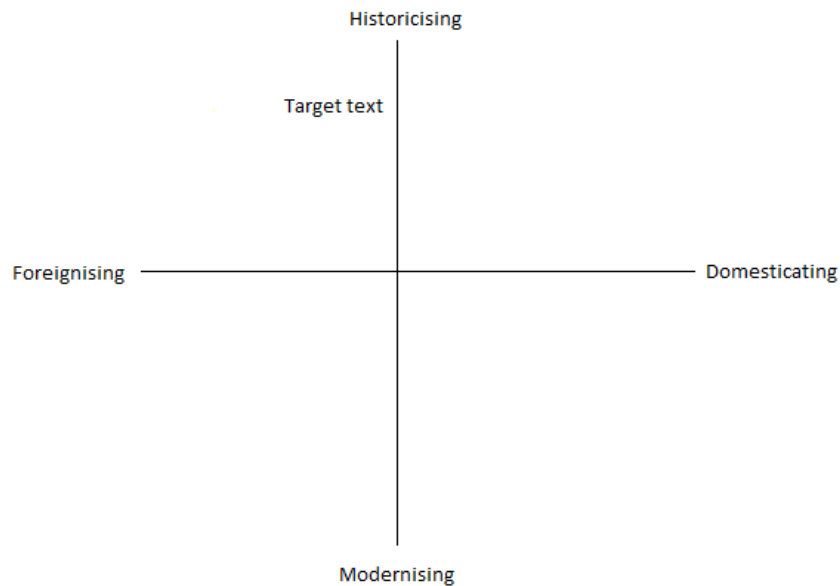 Historicising
Target text
Foreignising
Domesticating
Modernising